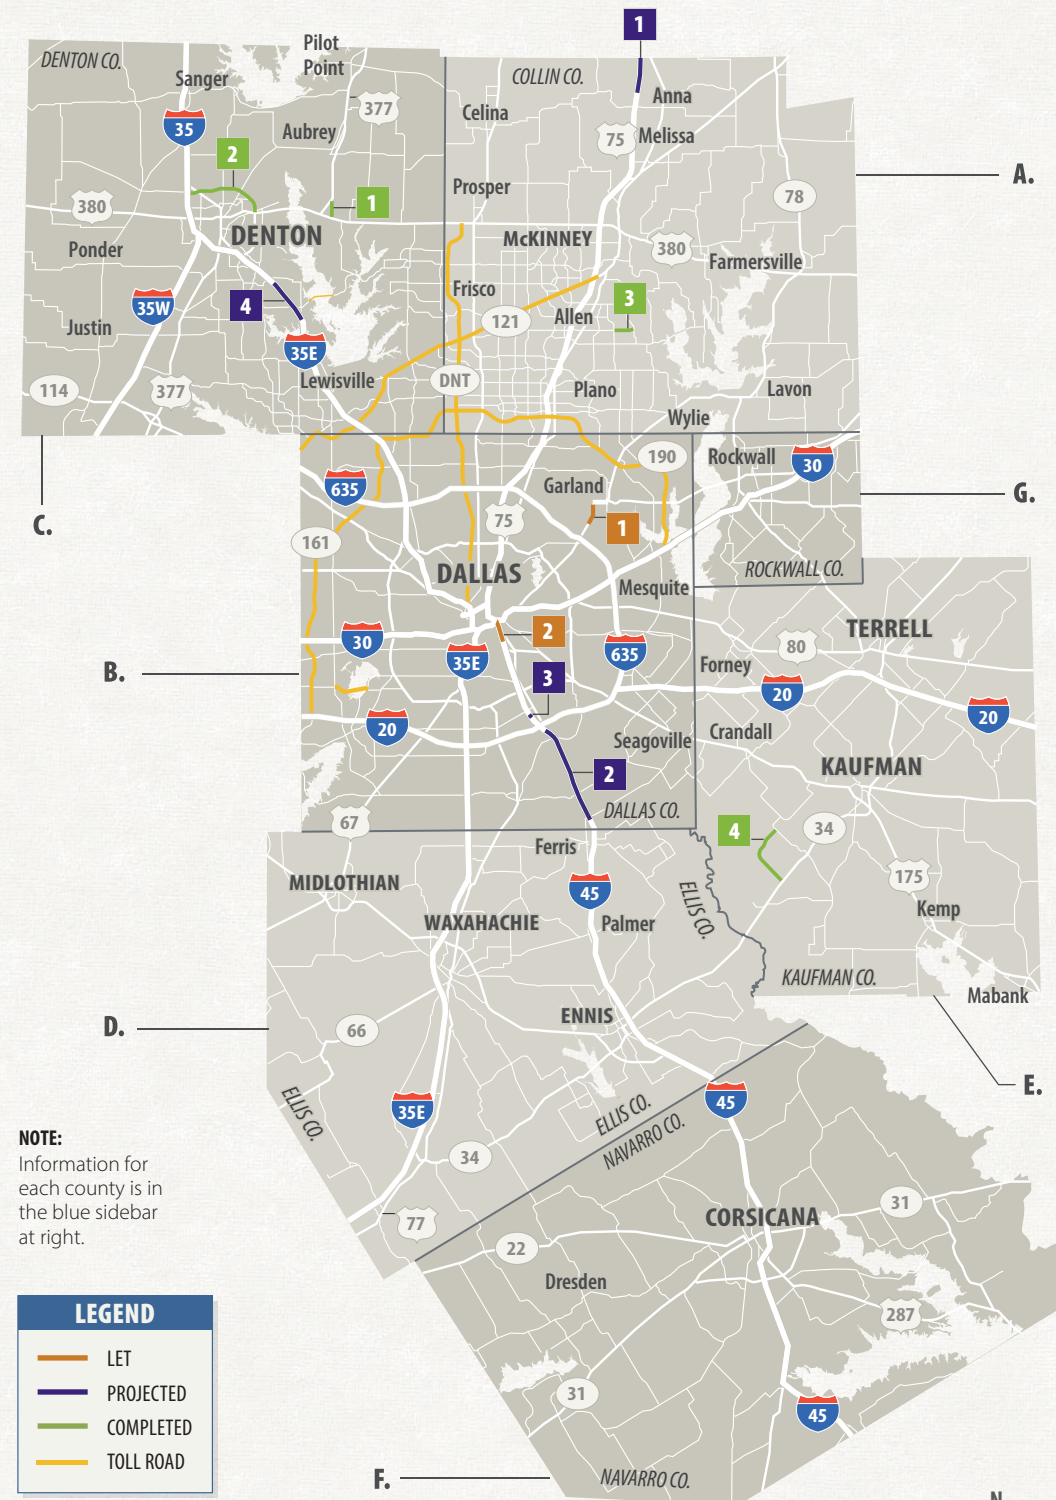 1
Pilot
Point
DENTON CO.
COLLIN CO.
Sanger
Anna
377
Celina
35
Aubrey
75
Melissa
2
A.
Prosper
78
380
1
DENTON
McKINNEY
380
Ponder
Farmersville
Frisco
35W
4
3
Justin
121
Allen
35E
Lewisville
DNT
114
377
Plano
Lavon
Wylie
190
Rockwall
30
635
Garland
G.
C.
75
1
161
DALLAS
ROCKWALL CO.
Mesquite
2
TERRELL
30
80
35E
635
Forney
B.
3
20
20
20
Seagoville
Crandall
2
KAUFMAN
DALLAS CO.
67
4
34
Ferris
MIDLOTHIAN
45
175
ELLIS CO.
WAXAHACHIE
Palmer
Kemp
KAUFMAN CO.
Mabank
ENNIS
D.
66
E.
ELLIS CO.
35E
45
ELLIS CO.
NAVARRO CO.
NOTE:
Information for
each county is in
the blue sidebar
at right.
34
77
CORSICANA
31
22
Dresden
287
LEGEND
LET
PROJECTED
COMPLETED
TOLL ROAD
31
45
F.
NAVARRO CO.
N